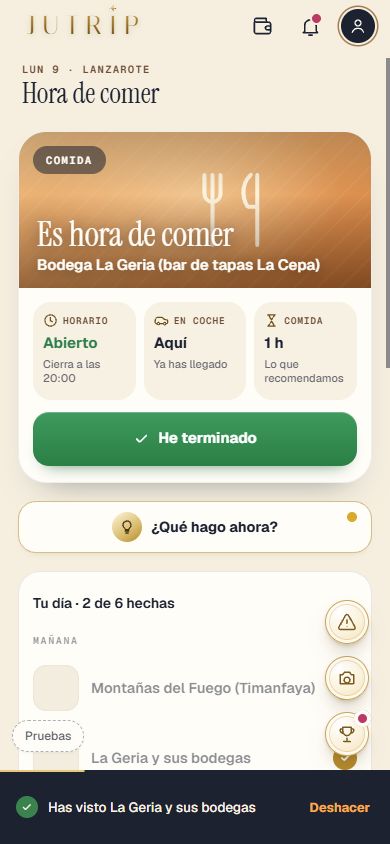 JUTRIP
LUN 9 · LANZAROTE
Hora de comer
COMIDA
Es hora de comer
Bodega La Geria (bar de tapas La Cepa)
HORARIO
Abierto
Cierra a las
20:00
EN COCHE
Aquí
Ya has llegado
COMIDA
1 h
Lo que
recomendamos
He terminado
¿Qué hago ahora?
Tu día · 2 de 6 hechas
MAÑANA
Montañas del Fuego (Timanfaya)
Pruebas
La Geria y sus bodegas
Has visto La Geria y sus bodegas
Deshacer